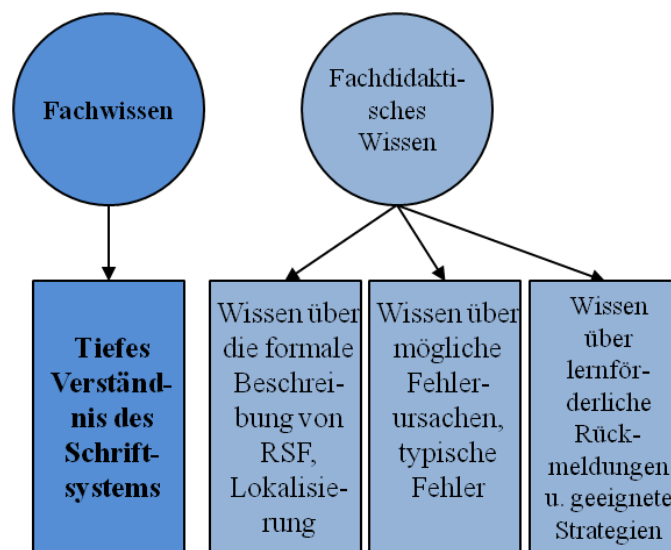 Fachwissen
Fachdidakti-
sches
Wissen
Tiefes
Verständ-
nis des
Schrift-
systems
Wissen über
die formale
Beschrei-
bung von
RSF,
Lokalisie-
rung
Wissen über
mögliche
Fehler-
ursachen,
typische
Fehler
Wissen
über
lernför-
derliche
Rück-
meldungen
u. geeignete
Strategien